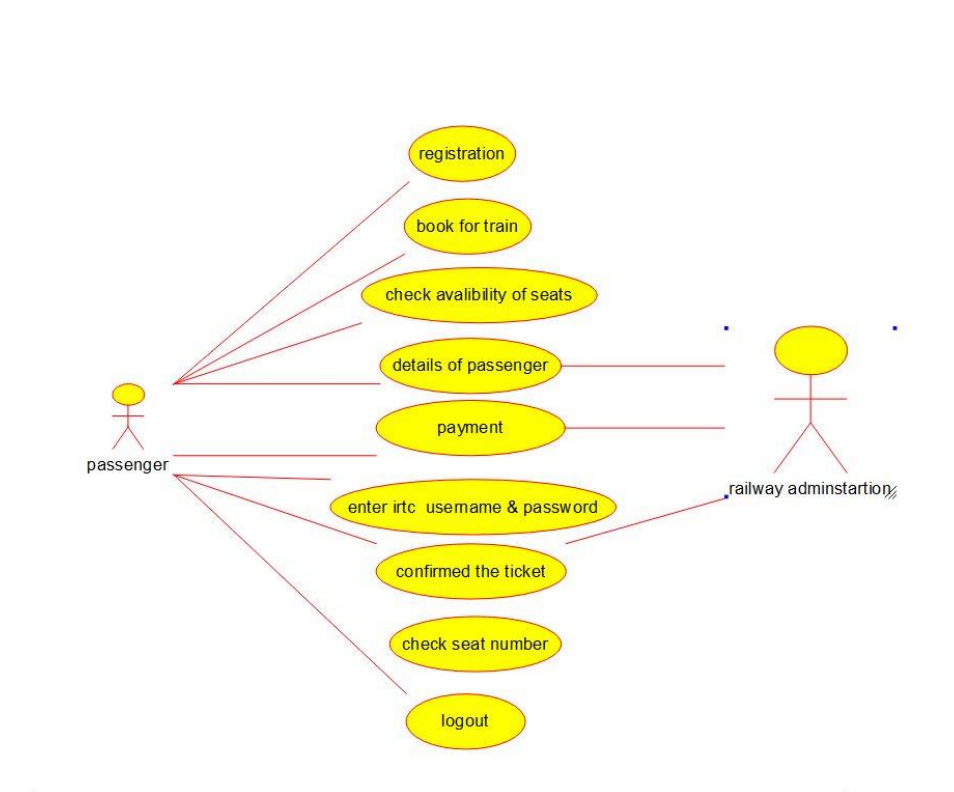 registration
book for train
check avalibility of seats
details of passenger
payment
passenger
railway adminstartion
enter irtc username & password
confirmed the ticket
check seat number
logout